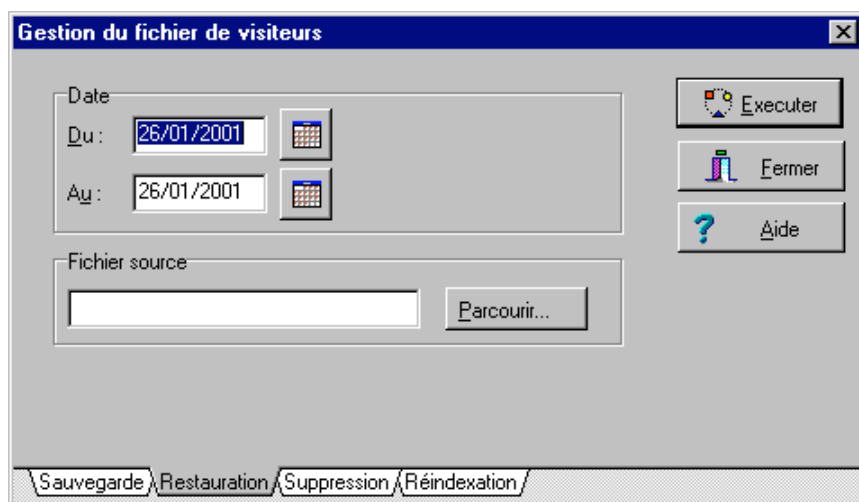 Gestion du fichier de visiteurs
Date
Du :
26/01/2001
Au :
26/01/2001
Fichier source
Parcourir...
Executer
Fermer
Aide
Sauvegarde
Restauration
Suppression
Réindexation